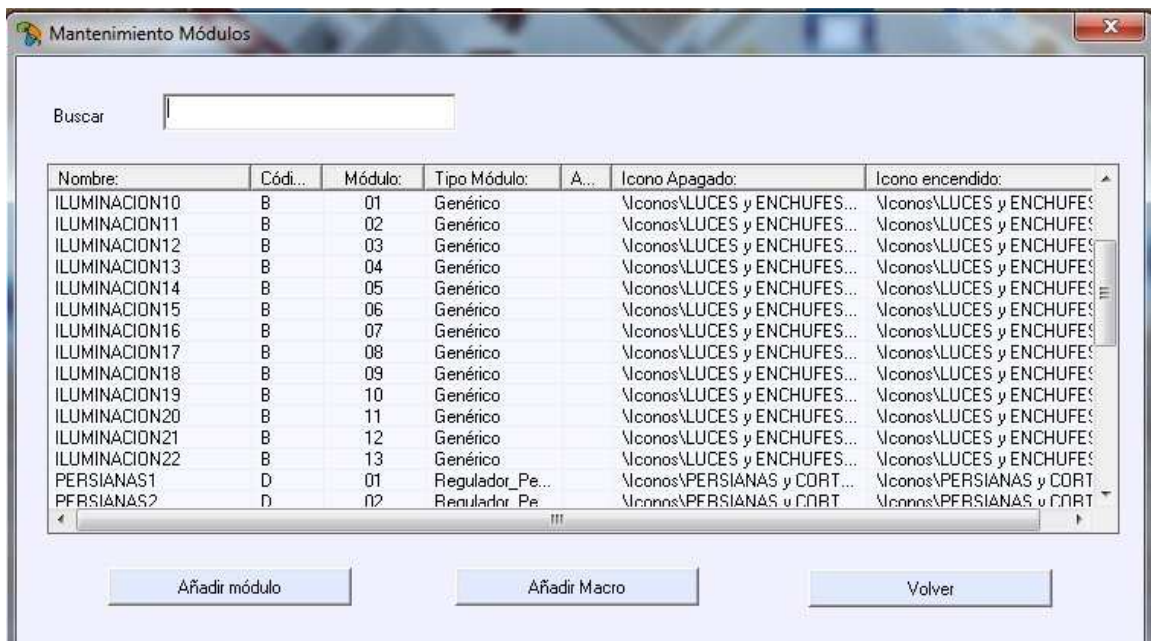 Mantenimiento Módulos
Buscar
Nombre: Códi... Módulo: Tipo Módulo: A... Icono Apagado: Icono encendido:
ILUMINACION10 B 01 Genérico \Iconos\LUCES y ENCHUFES... \Iconos\LUCES y ENCHUFES
ILUMINACION11 B 02 Genérico \Iconos\LUCES y ENCHUFES... \Iconos\LUCES y ENCHUFES
ILUMINACION12 B 03 Genérico \Iconos\LUCES y ENCHUFES... \Iconos\LUCES y ENCHUFES
ILUMINACION13 B 04 Genérico \Iconos\LUCES y ENCHUFES... \Iconos\LUCES y ENCHUFES
ILUMINACION14 B 05 Genérico \Iconos\LUCES y ENCHUFES... \Iconos\LUCES y ENCHUFES
ILUMINACION15 B 06 Genérico \Iconos\LUCES y ENCHUFES... \Iconos\LUCES y ENCHUFES
ILUMINACION16 B 07 Genérico \Iconos\LUCES y ENCHUFES... \Iconos\LUCES y ENCHUFES
ILUMINACION17 B 08 Genérico \Iconos\LUCES y ENCHUFES... \Iconos\LUCES y ENCHUFES
ILUMINACION18 B 09 Genérico \Iconos\LUCES y ENCHUFES... \Iconos\LUCES y ENCHUFES
ILUMINACION19 B 10 Genérico \Iconos\LUCES y ENCHUFES... \Iconos\LUCES y ENCHUFES
ILUMINACION20 B 11 Genérico \Iconos\LUCES y ENCHUFES... \Iconos\LUCES y ENCHUFES
ILUMINACION21 B 12 Genérico \Iconos\LUCES y ENCHUFES... \Iconos\LUCES y ENCHUFES
ILUMINACION22 B 13 Genérico \Iconos\LUCES y ENCHUFES... \Iconos\LUCES y ENCHUFES
PERSIANAS1 D 01 Regulador_Pe... \Iconos\PERSIANAS y CORT... \Iconos\PERSIANAS y CORT
PERSIANAS2 D 02 Regulador_Pe... \Iconos\PERSIANAS y CORT... \Iconos\PERSIANAS y CORT
Añadir módulo Añadir Macro Volver